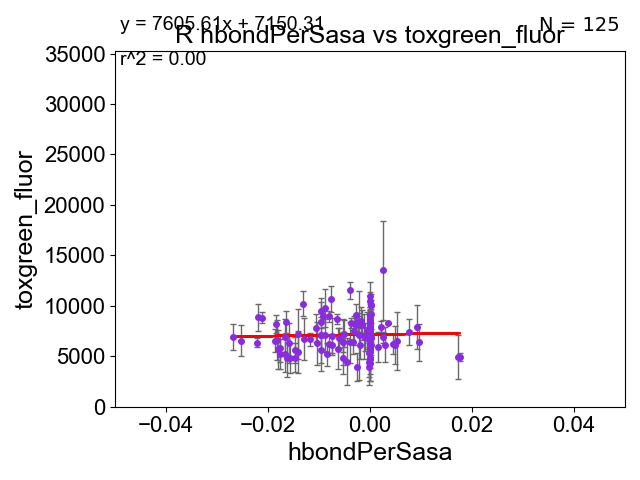 y = 7605.61x + 7150.31
N = 125
R hbondPerSasa vs toxgreen_fluor
r^2 = 0.00
35000
30000
25000
20000
15000
10000
5000
0
toxgreen_fluor
−0.04 −0.02 0.00 0.02 0.04
hbondPerSasa